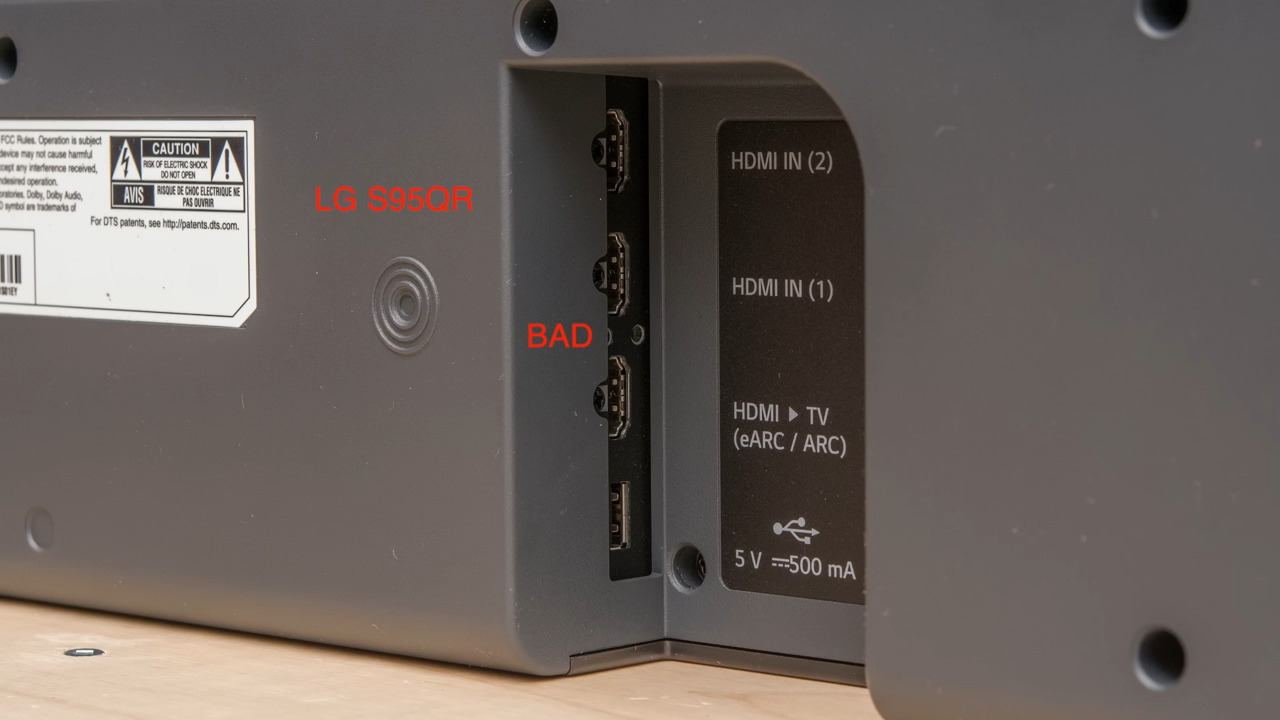 FCC Rules. Operation is subject
device may not cause harmful
accept any interference received,
undesired operation.
Dolby, Dolby Audio,
symbol are trademarks of
CAUTION
RISK OF ELECTRIC SHOCK
DO NOT OPEN
AVIS
RISQUE DE CHOC ELECTRIQUE NE
PAS OUVRIR
For DTS patents, see http://patents.dts.com.
LG S95QR
BAD
HDMI IN (2)
HDMI IN (1)
HDMI ▶ TV
(eARC / ARC)
5 V ⎓500 mA